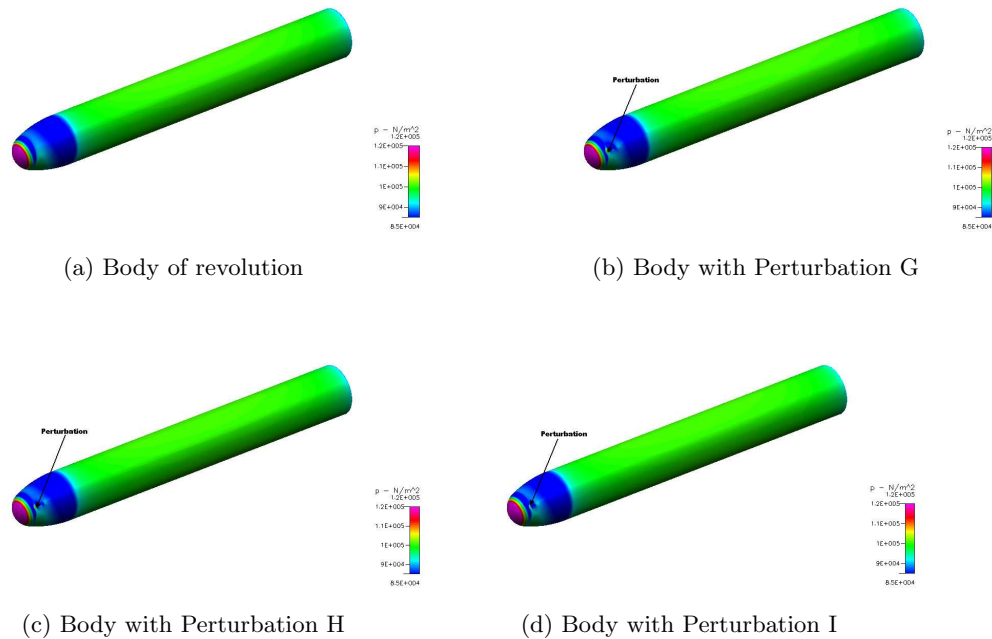 p - N/m^2
1.2E+005
1.2E+005
1.1E+005
1E+005
9E+004
8.5E+004
(a) Body of revolution
Perturbation
p - N/m^2
1.2E+005
1.2E+005
1.1E+005
1E+005
9E+004
8.5E+004
(b) Body with Perturbation G
Perturbation
p - N/m^2
1.2E+005
1.2E+005
1.1E+005
1E+005
9E+004
8.5E+004
(c) Body with Perturbation H
Perturbation
p - N/m^2
1.2E+005
1.2E+005
1.1E+005
1E+005
9E+004
8.5E+004
(d) Body with Perturbation I